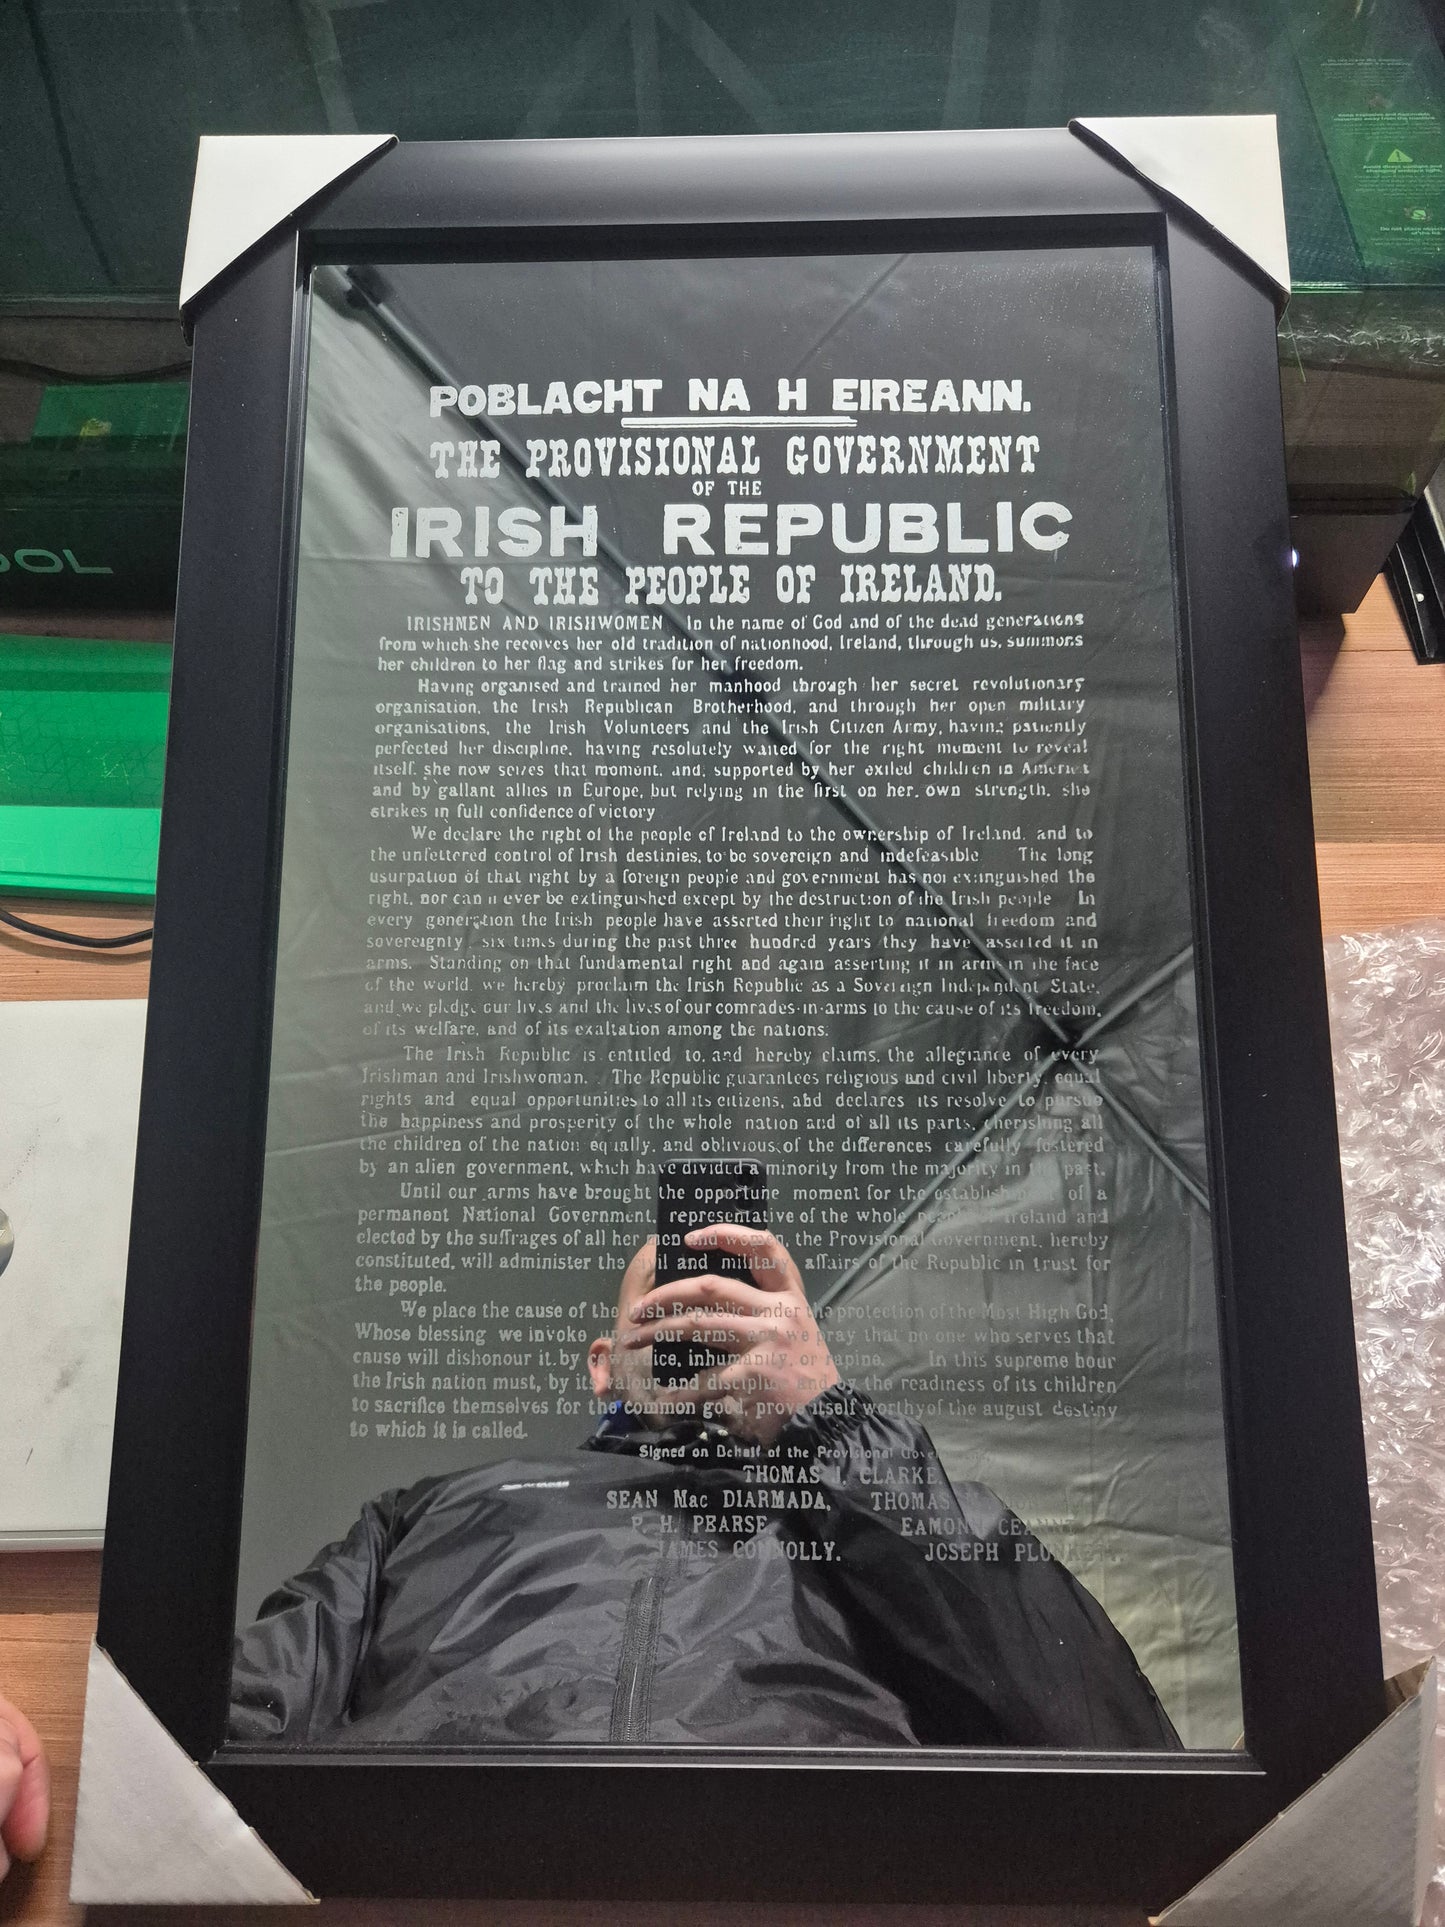 POBLACHT NA H EIREANN.
THE PROVISIONAL GOVERNMENT
OF THE
IRISH REPUBLIC
TO THE PEOPLE OF IRELAND.
IRISHMEN AND IRISHWOMEN In the name of God and of the dead generations
from which she receives her old tradition of nationhood, Ireland, through us, summons
her children to her flag and strikes for her freedom.
Having organised and trained her manhood through her secret revolutionary
organisation, the Irish Republican Brotherhood, and through her open military
organisations, the Irish Volunteers and the Irish Citizen Army, having patiently
perfected her discipline, having resolutely waited for the right moment to reveal
itself, she now seizes that moment, and, supported by her exiled children in America
and by gallant allies in Europe, but relying in the first on her own strength, she
strikes in full confidence of victory
We declare the right of the people of Ireland to the ownership of Ireland, and to
the unfettered control of Irish destinies, to be sovereign and indefeasible The long
usurpation of that right by a foreign people and government has not extinguished the
right, nor can it ever be extinguished except by the destruction of the Irish people In
every generation the Irish people have asserted their right to national freedom and
sovereignty, six times during the past three hundred years they have asserted it in
arms. Standing on that fundamental right and again asserting it in arms in the face
of the world, we hereby proclaim the Irish Republic as a Sovereign Independent State,
and we pledge our lives and the lives of our comrades-in-arms to the cause of its freedom,
of its welfare, and of its exaltation among the nations.
The Irish Republic is entitled to, and hereby claims, the allegiance of every
Irishman and Irishwoman. The Republic guarantees religious and civil liberty, equal
rights and equal opportunities to all its citizens, and declares its resolve to pursue
the happiness and prosperity of the whole nation and of all its parts, cherishing all
the children of the nation equally, and oblivious of the differences carefully fostered
by an alien government, which have divided a minority from the majority in the past.
Until our arms have brought the opportune moment for the establishment of a
permanent National Government, representative of the whole people of Ireland and
elected by the suffrages of all her men and women, the Provisional Government, hereby
constituted, will administer the civil and military affairs of the Republic in trust for
the people.
We place the cause of the Irish Republic under the protection of the Most High God,
Whose blessing we invoke upon our arms, and we pray that no one who serves that
cause will dishonour it by cowardice, inhumanity, or rapine. In this supreme hour
the Irish nation must, by its valour and discipline and by the readiness of its children
to sacrifice themselves for the common good, prove itself worthy of the august destiny
to which it is called.
Signed on Behalf of the Provisional
THOMAS J. CLARKE.
SEAN Mac DIARMADA, THOMAS
P. H. PEARSE, EAMONN CEANNT
JAMES CONNOLLY. JOSEPH PLUNKETT.